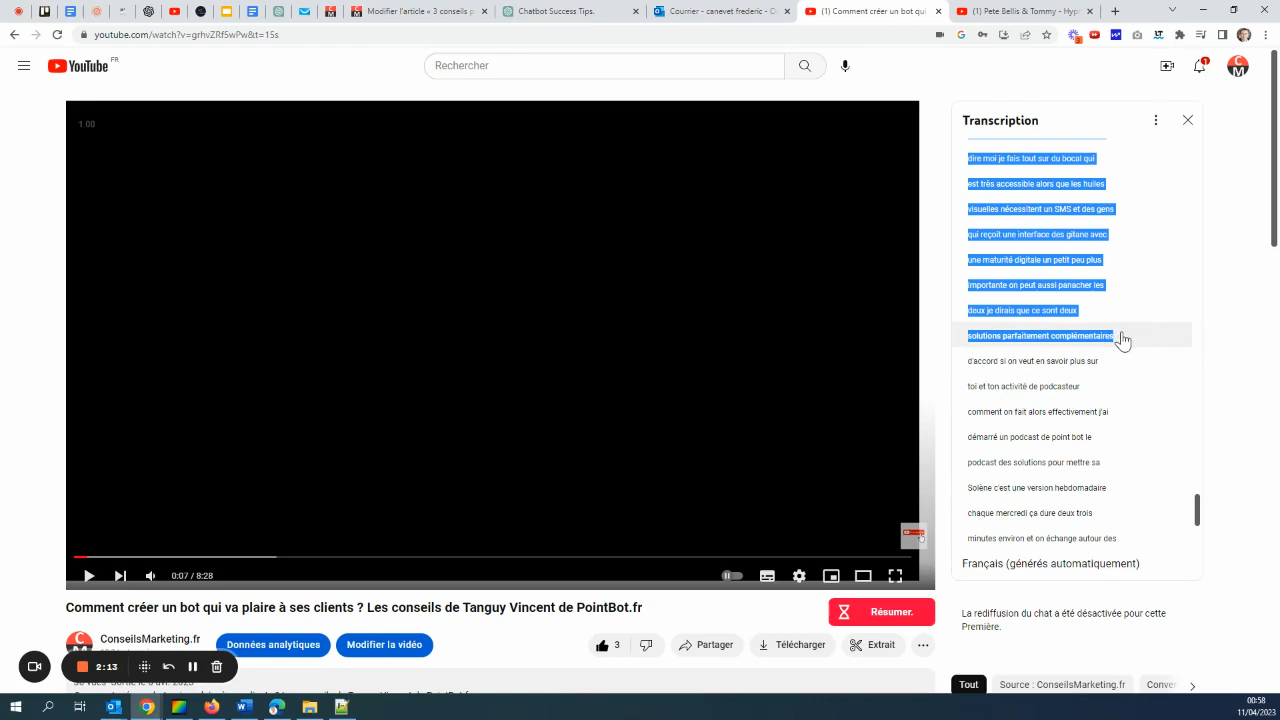 Modifier l'article « 3 conseils p
Chatbot Success Tips.
Courrier - canevet frederic - O
(1) Comment créer un bot qui
(1) Pete Bellis & Tommy - Hyp
youtube.com/watch?v=grhvZRf5wPw&t=15s
YouTube FR
Rechercher
1.00
Transcription
dire moi je fais tout sur du bocal qui
est très accessible alors que les huiles
visuelles nécessitent un SMS et des gens
qui reçoit une interface des gitane avec
une maturité digitale un petit peu plus
importante on peut aussi panacher les
deux je dirais que ce sont deux
solutions parfaitement complémentaires
d'accord si on veut en savoir plus sur
toi et ton activité de podcasteur
comment on fait alors effectivement j'ai
démarré un podcast de point bot le
podcast des solutions pour mettre sa
Solène c'est une version hebdomadaire
chaque mercredi ça dure deux trois
minutes environ et on échange autour des
Français (générés automatiquement)
0:07 / 8:28
Comment créer un bot qui va plaire à ses clients ? Les conseils de Tanguy Vincent de PointBot.fr
Résumer.
La rediffusion du chat a été désactivée pour cette
Première.
ConseilsMarketing.fr
Données analytiques
Modifier la vidéo
3
Partager
Télécharger
Extrait
2:13
Tout
Source : ConseilsMarketing.fr
Conver
00:58
11/04/2023